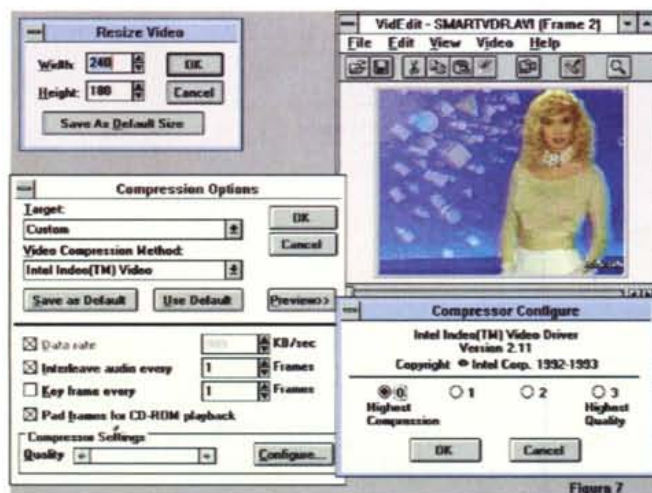 Resize Video
Width: 240
OK
Height: 180
Cancel
Save As Default Size
VidEdit - SMARTVDR.AVI (Frame 2)
File Edit View Video Help
Compression Options
Target:
Custom
OK
Video Compression Method:
Cancel
Intel Indeo(TM) Video
Save as Default
Use Default
Preview>>
Data rate
KB/sec
Interleave audio every
1
Frames
Key frame every
1
Frames
Pad frames for CD-ROM playback
Compressor Settings
Quality
Configure...
Compressor Configure
Intel Indeo(TM) Video Driver
Version 2.11
Copyright © Intel Corp. 1992-1993
0 1 2 3
Highest Compression
Highest Quality
OK
Cancel
Figura 7